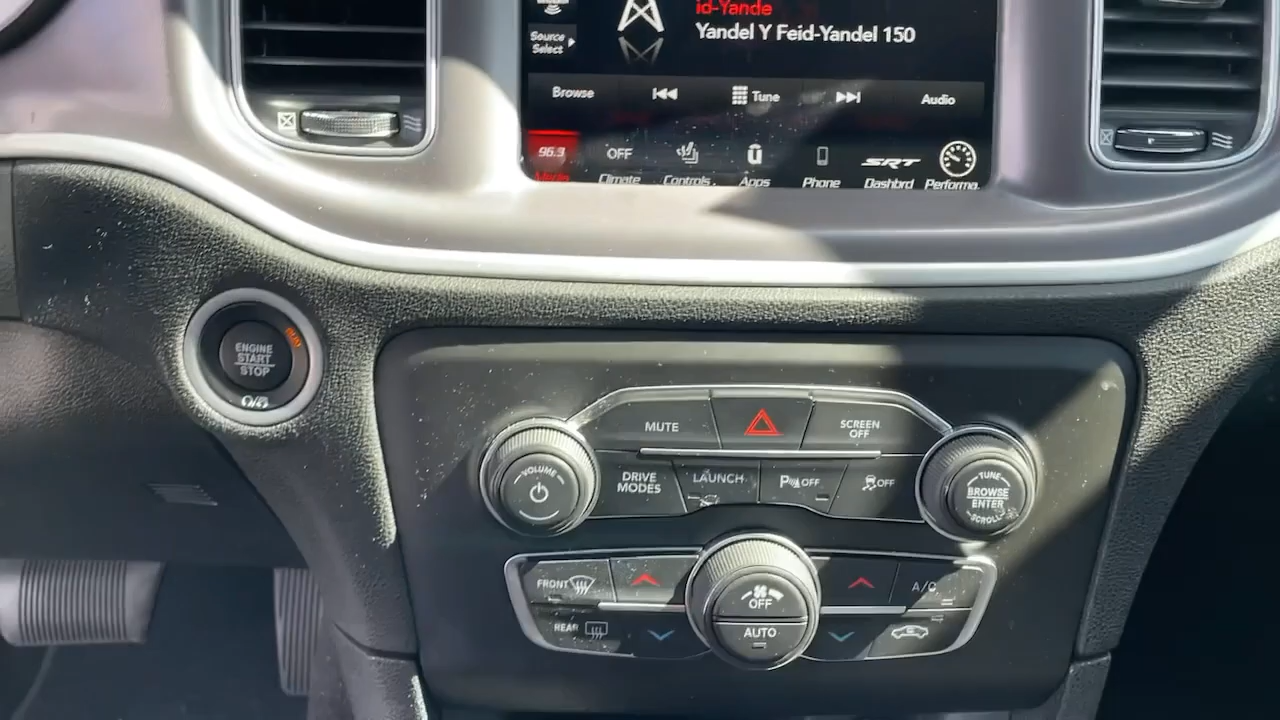 id-Yande
Yandel Y Feid-Yandel 150
Source
Select
Browse
Tune
Audio
96.3
OFF
SRT
Climate
Controls
Apps
Phone
Dashbrd
Performa
ENGINE
START
STOP
MUTE
SCREEN
OFF
VOLUME
DRIVE
MODES
LAUNCH
P OFF
OFF
TUNE
BROWSE
ENTER
SCROLL
FRONT
OFF
A/C
REAR
AUTO